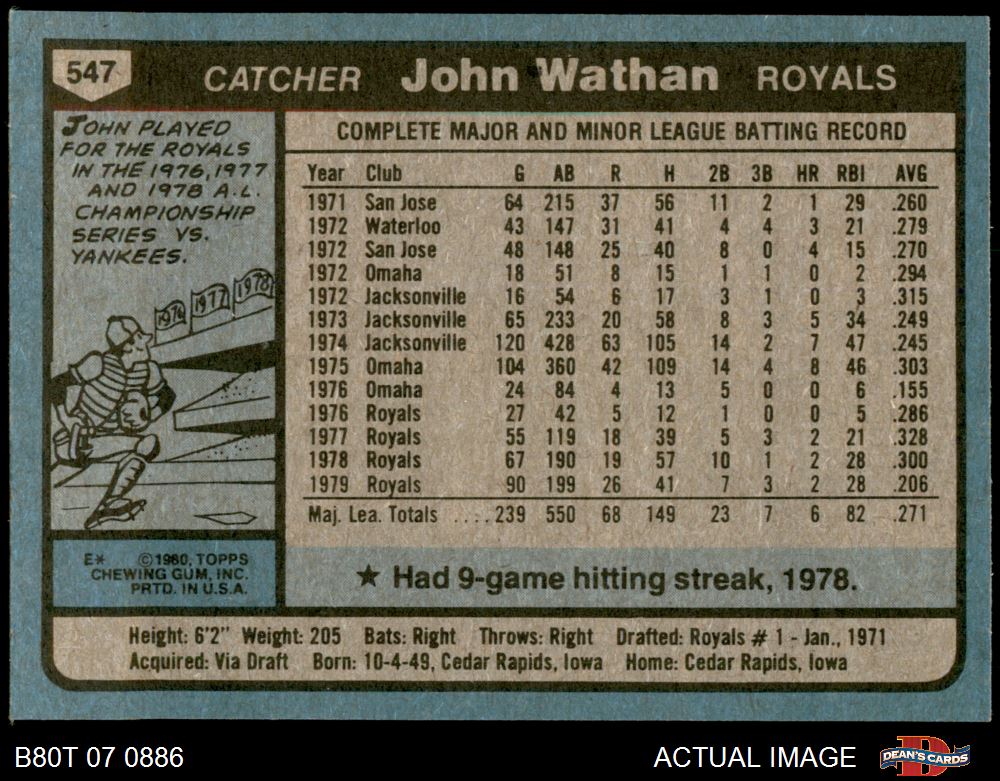 547 CATCHER John Wathan ROYALS
JOHN PLAYED
FOR THE ROYALS
IN THE 1976, 1977
AND 1978 A.L.
CHAMPIONSHIP
SERIES VS.
YANKEES.
1976 1977 1978
COMPLETE MAJOR AND MINOR LEAGUE BATTING RECORD
Year Club G AB R H 2B 3B HR RBI AVG
1971 San Jose 64 215 37 56 11 2 1 29 .260
1972 Waterloo 43 147 31 41 4 4 3 21 .279
1972 San Jose 48 148 25 40 8 0 4 15 .270
1972 Omaha 18 51 8 15 1 1 0 2 .294
1972 Jacksonville 16 54 6 17 3 1 0 3 .315
1973 Jacksonville 65 233 20 58 8 3 5 34 .249
1974 Jacksonville 120 428 63 105 14 2 7 47 .245
1975 Omaha 104 360 42 109 14 4 8 46 .303
1976 Omaha 24 84 4 13 5 0 0 6 .155
1976 Royals 27 42 5 12 1 0 0 5 .286
1977 Royals 55 119 18 39 5 3 2 21 .328
1978 Royals 67 190 19 57 10 1 2 28 .300
1979 Royals 90 199 26 41 7 3 2 28 .206
Maj. Lea. Totals ....239 550 68 149 23 7 6 82 .271
E* ©1980, TOPPS
CHEWING GUM, INC.
PRTD. IN U.S.A.
★ Had 9-game hitting streak, 1978.
Height: 6'2" Weight: 205 Bats: Right Throws: Right Drafted: Royals # 1 - Jan., 1971
Acquired: Via Draft Born: 10-4-49, Cedar Rapids, Iowa Home: Cedar Rapids, Iowa
B80T 07 0886 ACTUAL IMAGE DEAN'S CARDS